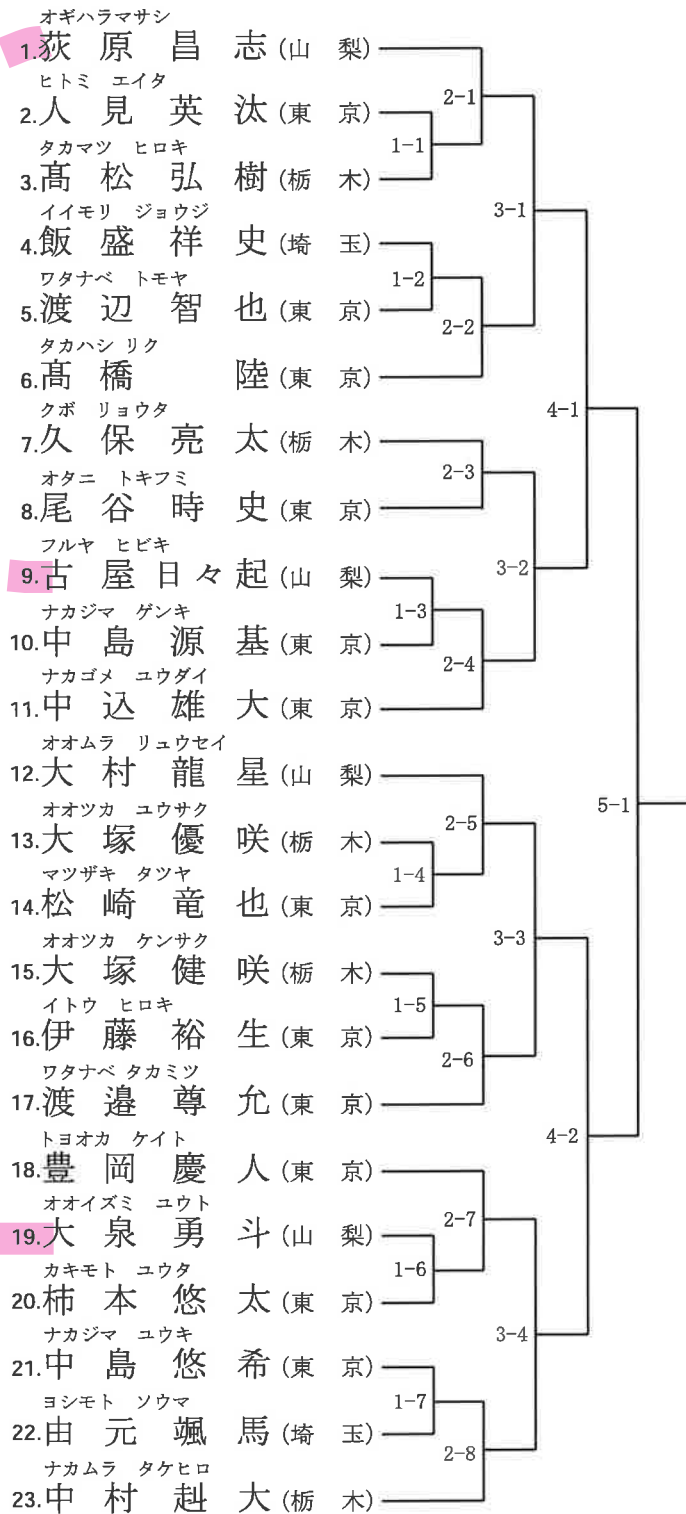 オギハラマサシ
1.荻原昌志(山梨)
ヒトミ エイタ
2.人見英汰(東京)
1-1
タカマツ ヒロキ
3.髙松弘樹(栃木)
2-1
イイモリ ジョウジ
4.飯盛祥史(埼玉)
1-2
ワタナベ トモヤ
5.渡辺智也(東京)
2-2
タカハシ リク
6.髙橋陸(東京)
3-1
クボ リョウタ
7.久保亮太(栃木)
2-3
オタニ トキフミ
8.尾谷時史(東京)
フルヤ ヒビキ
9.古屋日々起(山梨)
1-3
ナカジマ ゲンキ
10.中島源基(東京)
2-4
ナカゴメ ユウダイ
11.中込雄大(東京)
3-2
4-1
オオムラ リュウセイ
12.大村龍星(山梨)
2-5
オオツカ ユウサク
13.大塚優咲(栃木)
1-4
マツザキ タツヤ
14.松崎竜也(東京)
3-3
オオツカ ケンサク
15.大塚健咲(栃木)
1-5
イトウ ヒロキ
16.伊藤裕生(東京)
2-6
ワタナベ タカミツ
17.渡邉尊允(東京)
トヨオカ ケイト
18.豊岡慶人(東京)
2-7
オオイズミ ユウト
19.大泉勇斗(山梨)
1-6
カキモト ユウタ
20.柿本悠太(東京)
3-4
ナカジマ ユウキ
21.中島悠希(東京)
1-7
ヨシモト ソウマ
22.由元颯馬(埼玉)
2-8
ナカムラ タケヒロ
23.中村赳大(栃木)
4-2
5-1